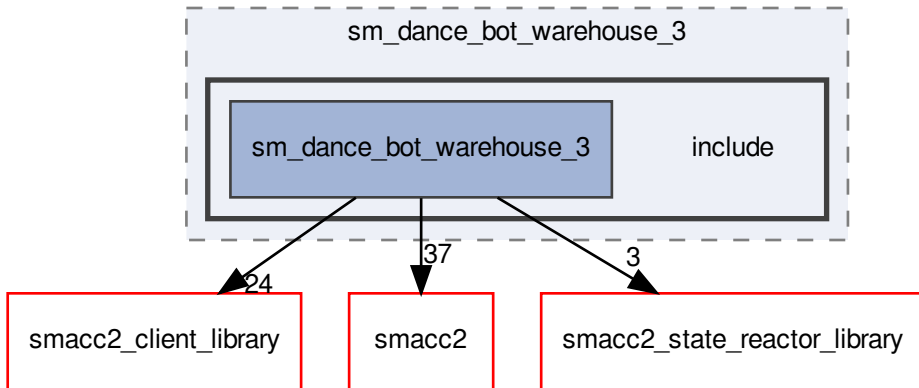 sm_dance_bot_warehouse_3
sm_dance_bot_warehouse_3
include
24
37
3
smacc2_client_library
smacc2
smacc2_state_reactor_library